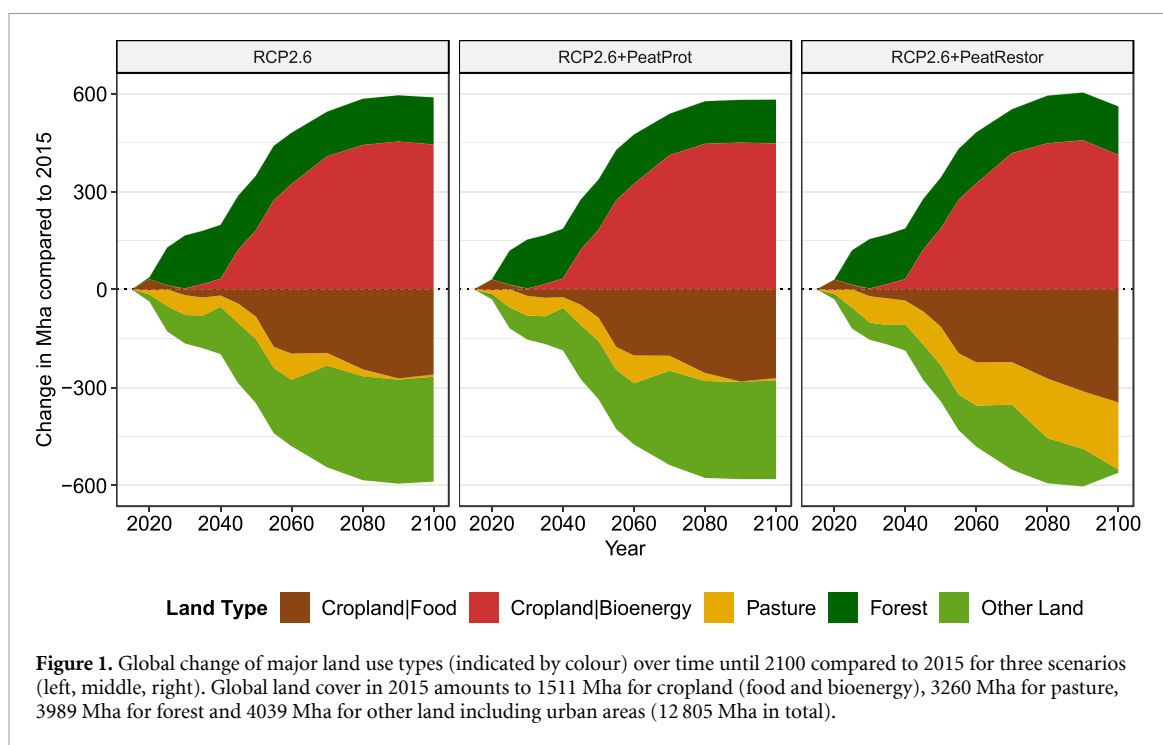 RCP2.6 RCP2.6+PeatProt RCP2.6+PeatRestor
Change in Mha compared to 2015
600
300
0
−300
−600
2020 2040 2060 2080 2100 2020 2040 2060 2080 2100 2020 2040 2060 2080 2100
Year
Land Type Cropland|Food Cropland|Bioenergy Pasture Forest Other Land
Figure 1. Global change of major land use types (indicated by colour) over time until 2100 compared to 2015 for three scenarios
(left, middle, right). Global land cover in 2015 amounts to 1511 Mha for cropland (food and bioenergy), 3260 Mha for pasture,
3989 Mha for forest and 4039 Mha for other land including urban areas (12 805 Mha in total).